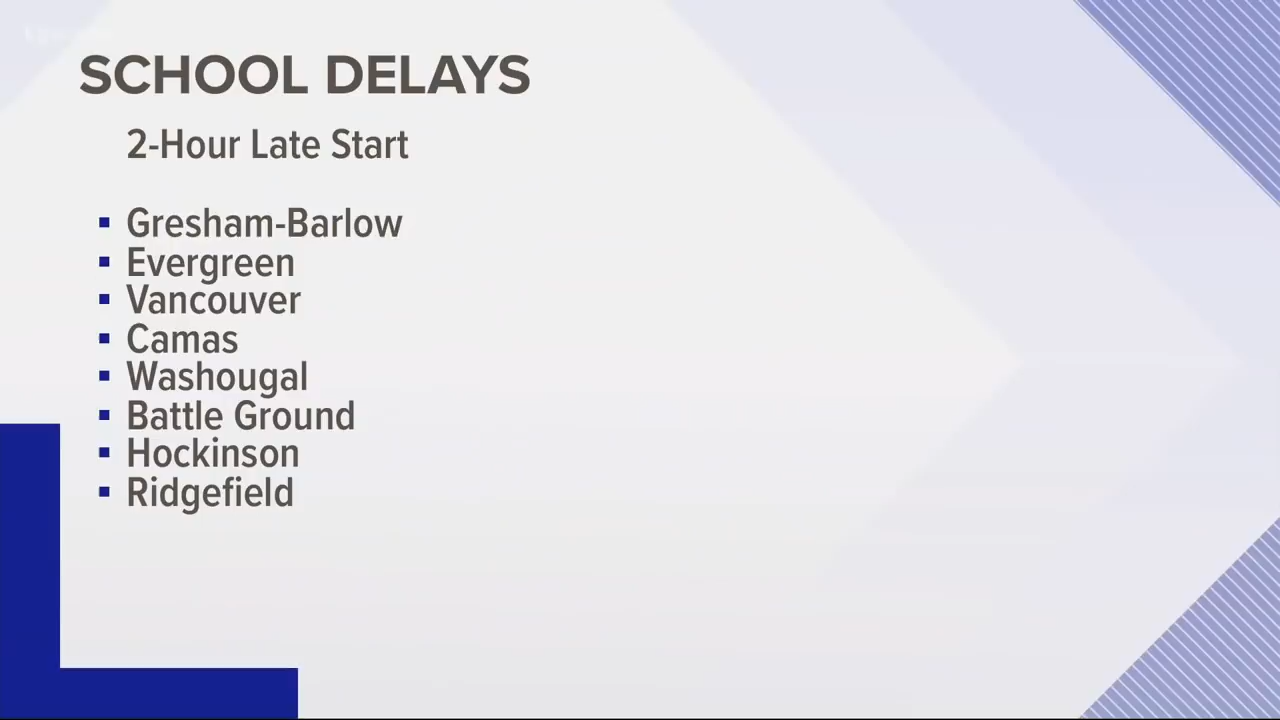 SCHOOL DELAYS
2-Hour Late Start
▪ Gresham-Barlow
▪ Evergreen
▪ Vancouver
▪ Camas
▪ Washougal
▪ Battle Ground
▪ Hockinson
▪ Ridgefield